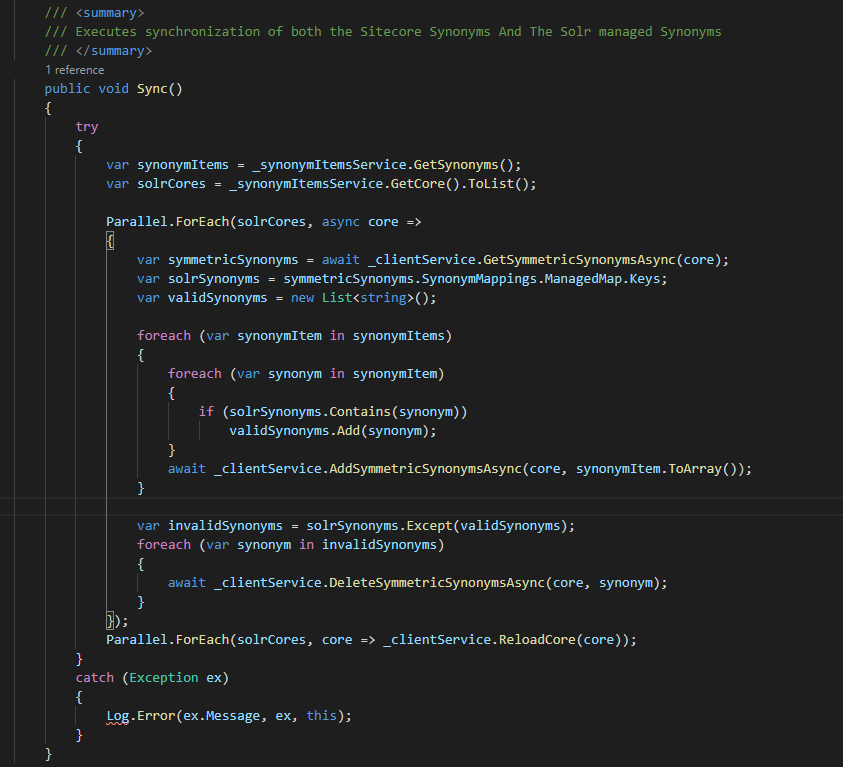 /// <summary>
/// Executes synchronization of both the Sitecore Synonyms And The Solr managed Synonyms
/// </summary>
1 reference
public void Sync()
{
    try
    {
        var synonymItems = _synonymItemsService.GetSynonyms();
        var solrCores = _synonymItemsService.GetCore().ToList();

        Parallel.ForEach(solrCores, async core =>
        {
            var symmetricSynonyms = await _clientService.GetSymmetricSynonymsAsync(core);
            var solrSynonyms = symmetricSynonyms.SynonymMappings.ManagedMap.Keys;
            var validSynonyms = new List<string>();

            foreach (var synonymItem in synonymItems)
            {
                foreach (var synonym in synonymItem)
                {
                    if (solrSynonyms.Contains(synonym))
                        validSynonyms.Add(synonym);
                }
                await _clientService.AddSymmetricSynonymsAsync(core, synonymItem.ToArray());
            }

            var invalidSynonyms = solrSynonyms.Except(validSynonyms);
            foreach (var synonym in invalidSynonyms)
            {
                await _clientService.DeleteSymmetricSynonymsAsync(core, synonym);
            }
        });
        Parallel.ForEach(solrCores, core => _clientService.ReloadCore(core));
    }
    catch (Exception ex)
    {
        Log.Error(ex.Message, ex, this);
    }
}